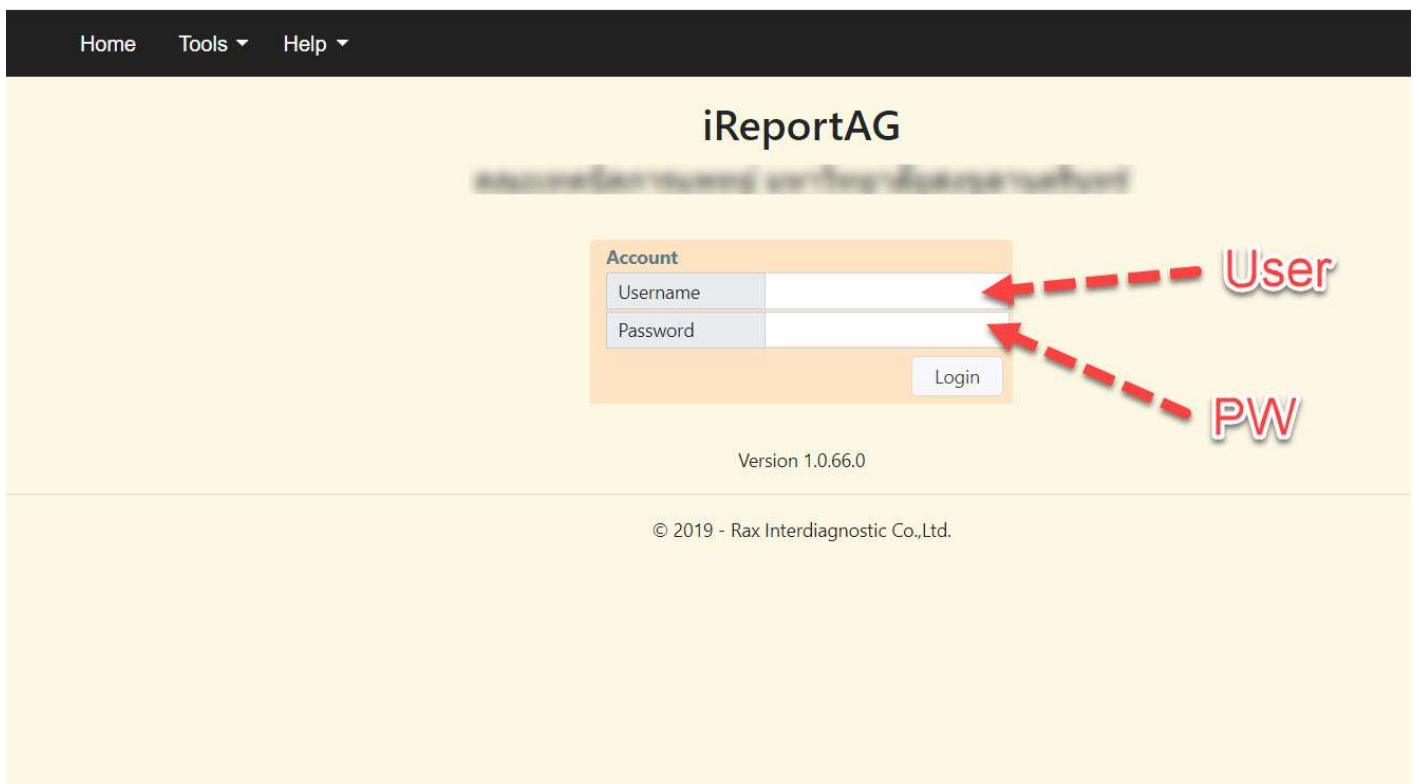 Home Tools Help
iReportAG
Account
Username
User
Password
Login
PW
Version 1.0.66.0
© 2019 - Rax Interdiagnostic Co.,Ltd.